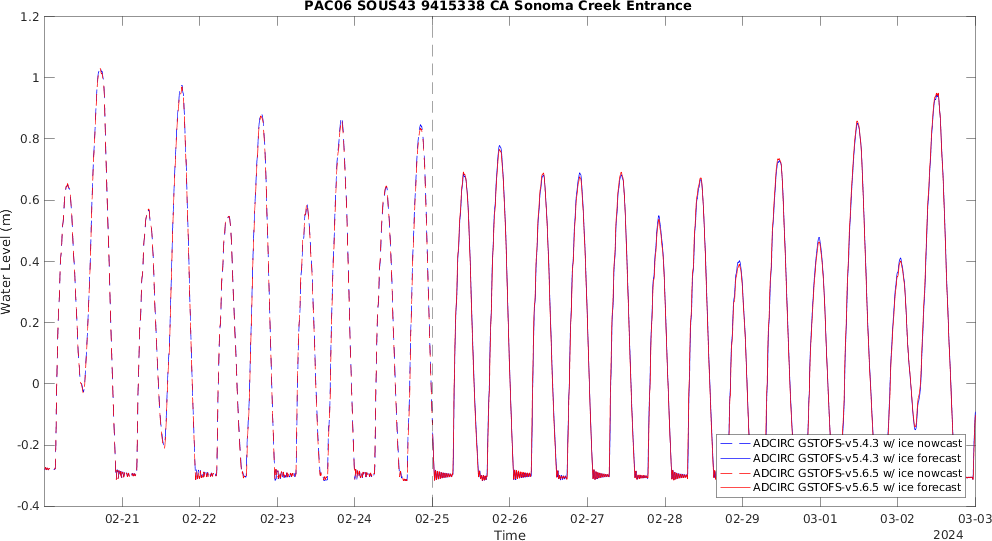 PAC06 SOUS43 9415338 CA Sonoma Creek Entrance
1.2
1
0.8
0.6
0.4
0.2
0
-0.2
-0.4
Water Level (m)
ADCIRC GSTOFS-v5.4.3 w/ ice nowcast
ADCIRC GSTOFS-v5.4.3 w/ ice forecast
ADCIRC GSTOFS-v5.6.5 w/ ice nowcast
ADCIRC GSTOFS-v5.6.5 w/ ice forecast
02-21 02-22 02-23 02-24 02-25 02-26 02-27 02-28 02-29 03-01 03-02 03-03
Time
2024